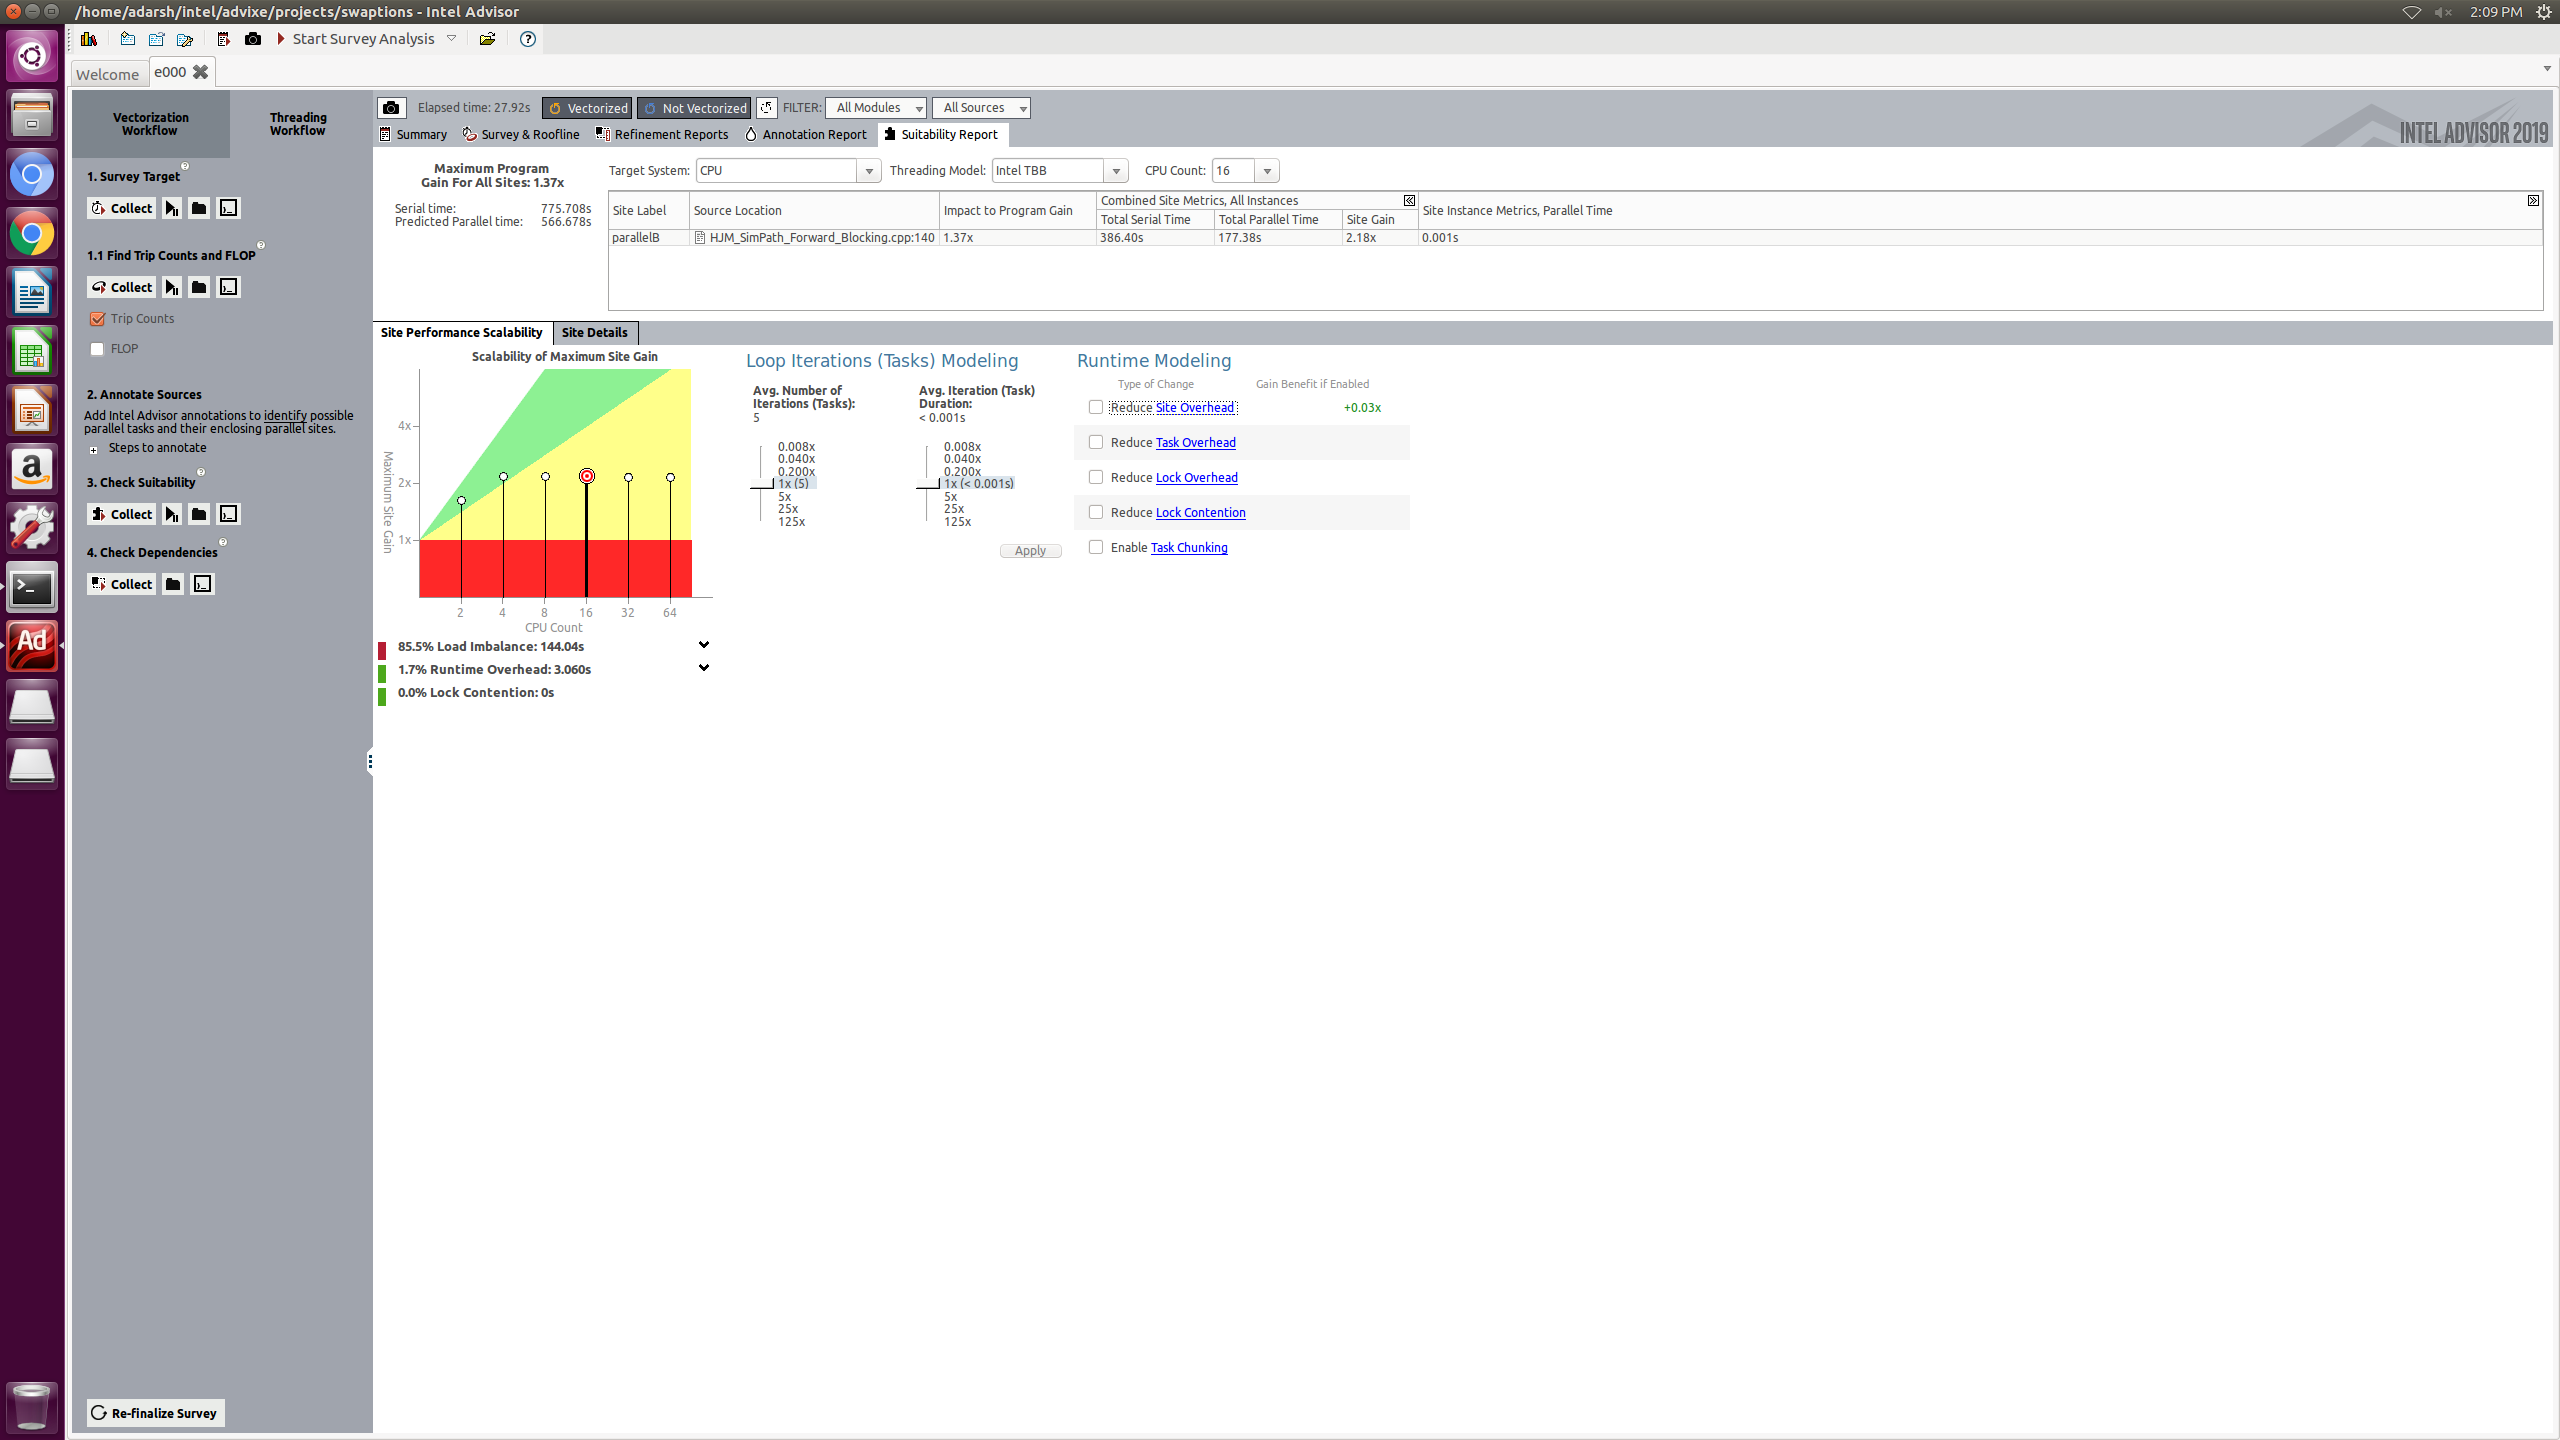 /home/adarsh/intel/advixe/projects/swaptions - Intel Advisor
2:09 PM
Start Survey Analysis
Welcome
e000
Vectorization Workflow
Threading Workflow
1. Survey Target
Collect
1.1 Find Trip Counts and FLOP
Collect
Trip Counts
FLOP
2. Annotate Sources
Add Intel Advisor annotations to identify possible
parallel tasks and their enclosing parallel sites.
Steps to annotate
3. Check Suitability
Collect
4. Check Dependencies
Collect
Re-finalize Survey
Elapsed time: 27.92s
Vectorized
Not Vectorized
FILTER:
All Modules
All Sources
INTEL ADVISOR 2019
Summary
Survey & Roofline
Refinement Reports
Annotation Report
Suitability Report
Maximum Program
Gain For All Sites: 1.37x
Serial time: 775.708s
Predicted Parallel time: 566.678s
Target System: CPU
Threading Model: Intel TBB
CPU Count: 16
Site Label
Source Location
Impact to Program Gain
Combined Site Metrics, All Instances
Total Serial Time
Total Parallel Time
Site Gain
Site Instance Metrics, Parallel Time
parallelB
HJM_SimPath_Forward_Blocking.cpp:140
1.37x
386.40s
177.38s
2.18x
0.001s
Site Performance Scalability
Site Details
Scalability of Maximum Site Gain
Maximum Site Gain
4x
2x
1x
2 4 8 16 32 64
CPU Count
85.5% Load Imbalance: 144.04s
1.7% Runtime Overhead: 3.060s
0.0% Lock Contention: 0s
Loop Iterations (Tasks) Modeling
Avg. Number of
Iterations (Tasks):
5
0.008x
0.040x
0.200x
1x (5)
5x
25x
125x
Avg. Iteration (Task)
Duration:
< 0.001s
0.008x
0.040x
0.200x
1x (< 0.001s)
5x
25x
125x
Apply
Runtime Modeling
Type of Change
Gain Benefit if Enabled
Reduce Site Overhead
+0.03x
Reduce Task Overhead
Reduce Lock Overhead
Reduce Lock Contention
Enable Task Chunking
Ad